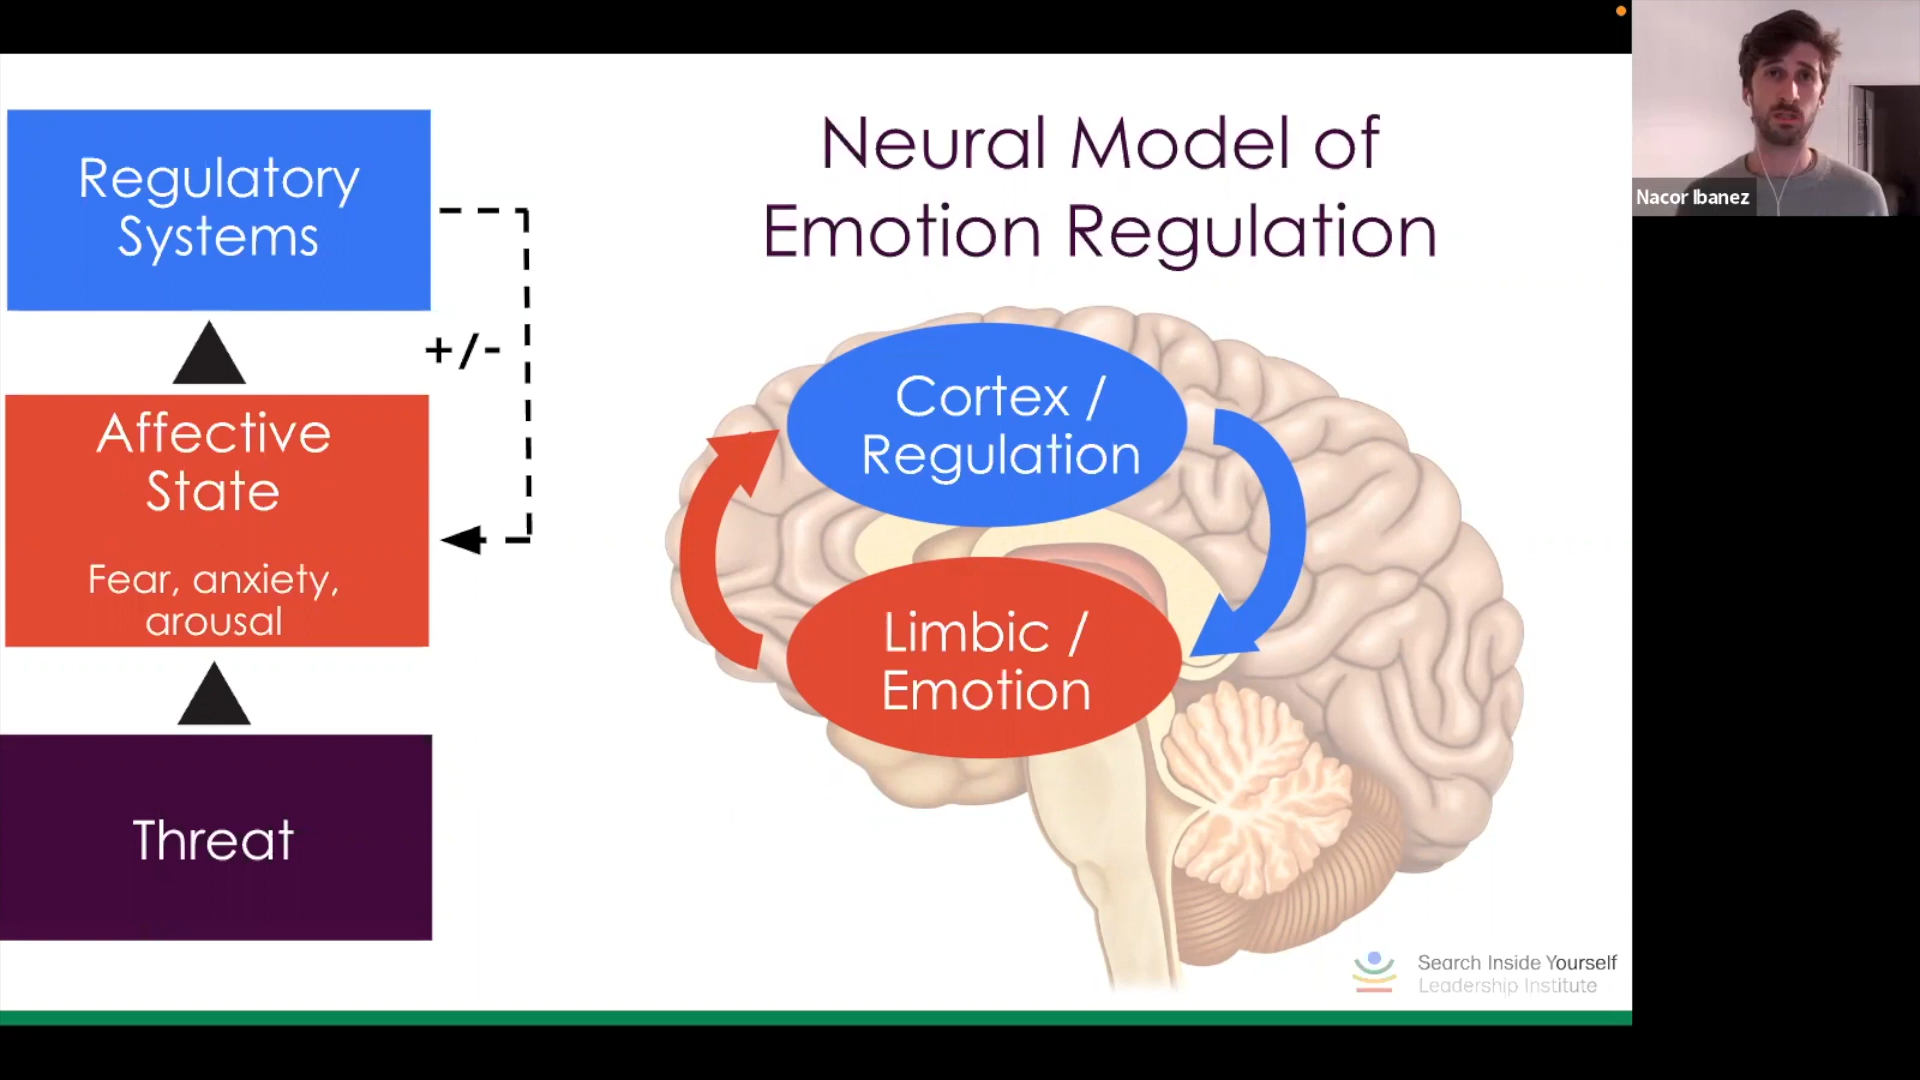 Neural Model of
Emotion Regulation
Regulatory
Systems
+/-
Affective
State
Fear, anxiety,
arousal
Threat
Cortex /
Regulation
Limbic /
Emotion
Search Inside Yourself
Leadership Institute
Nacor Ibanez